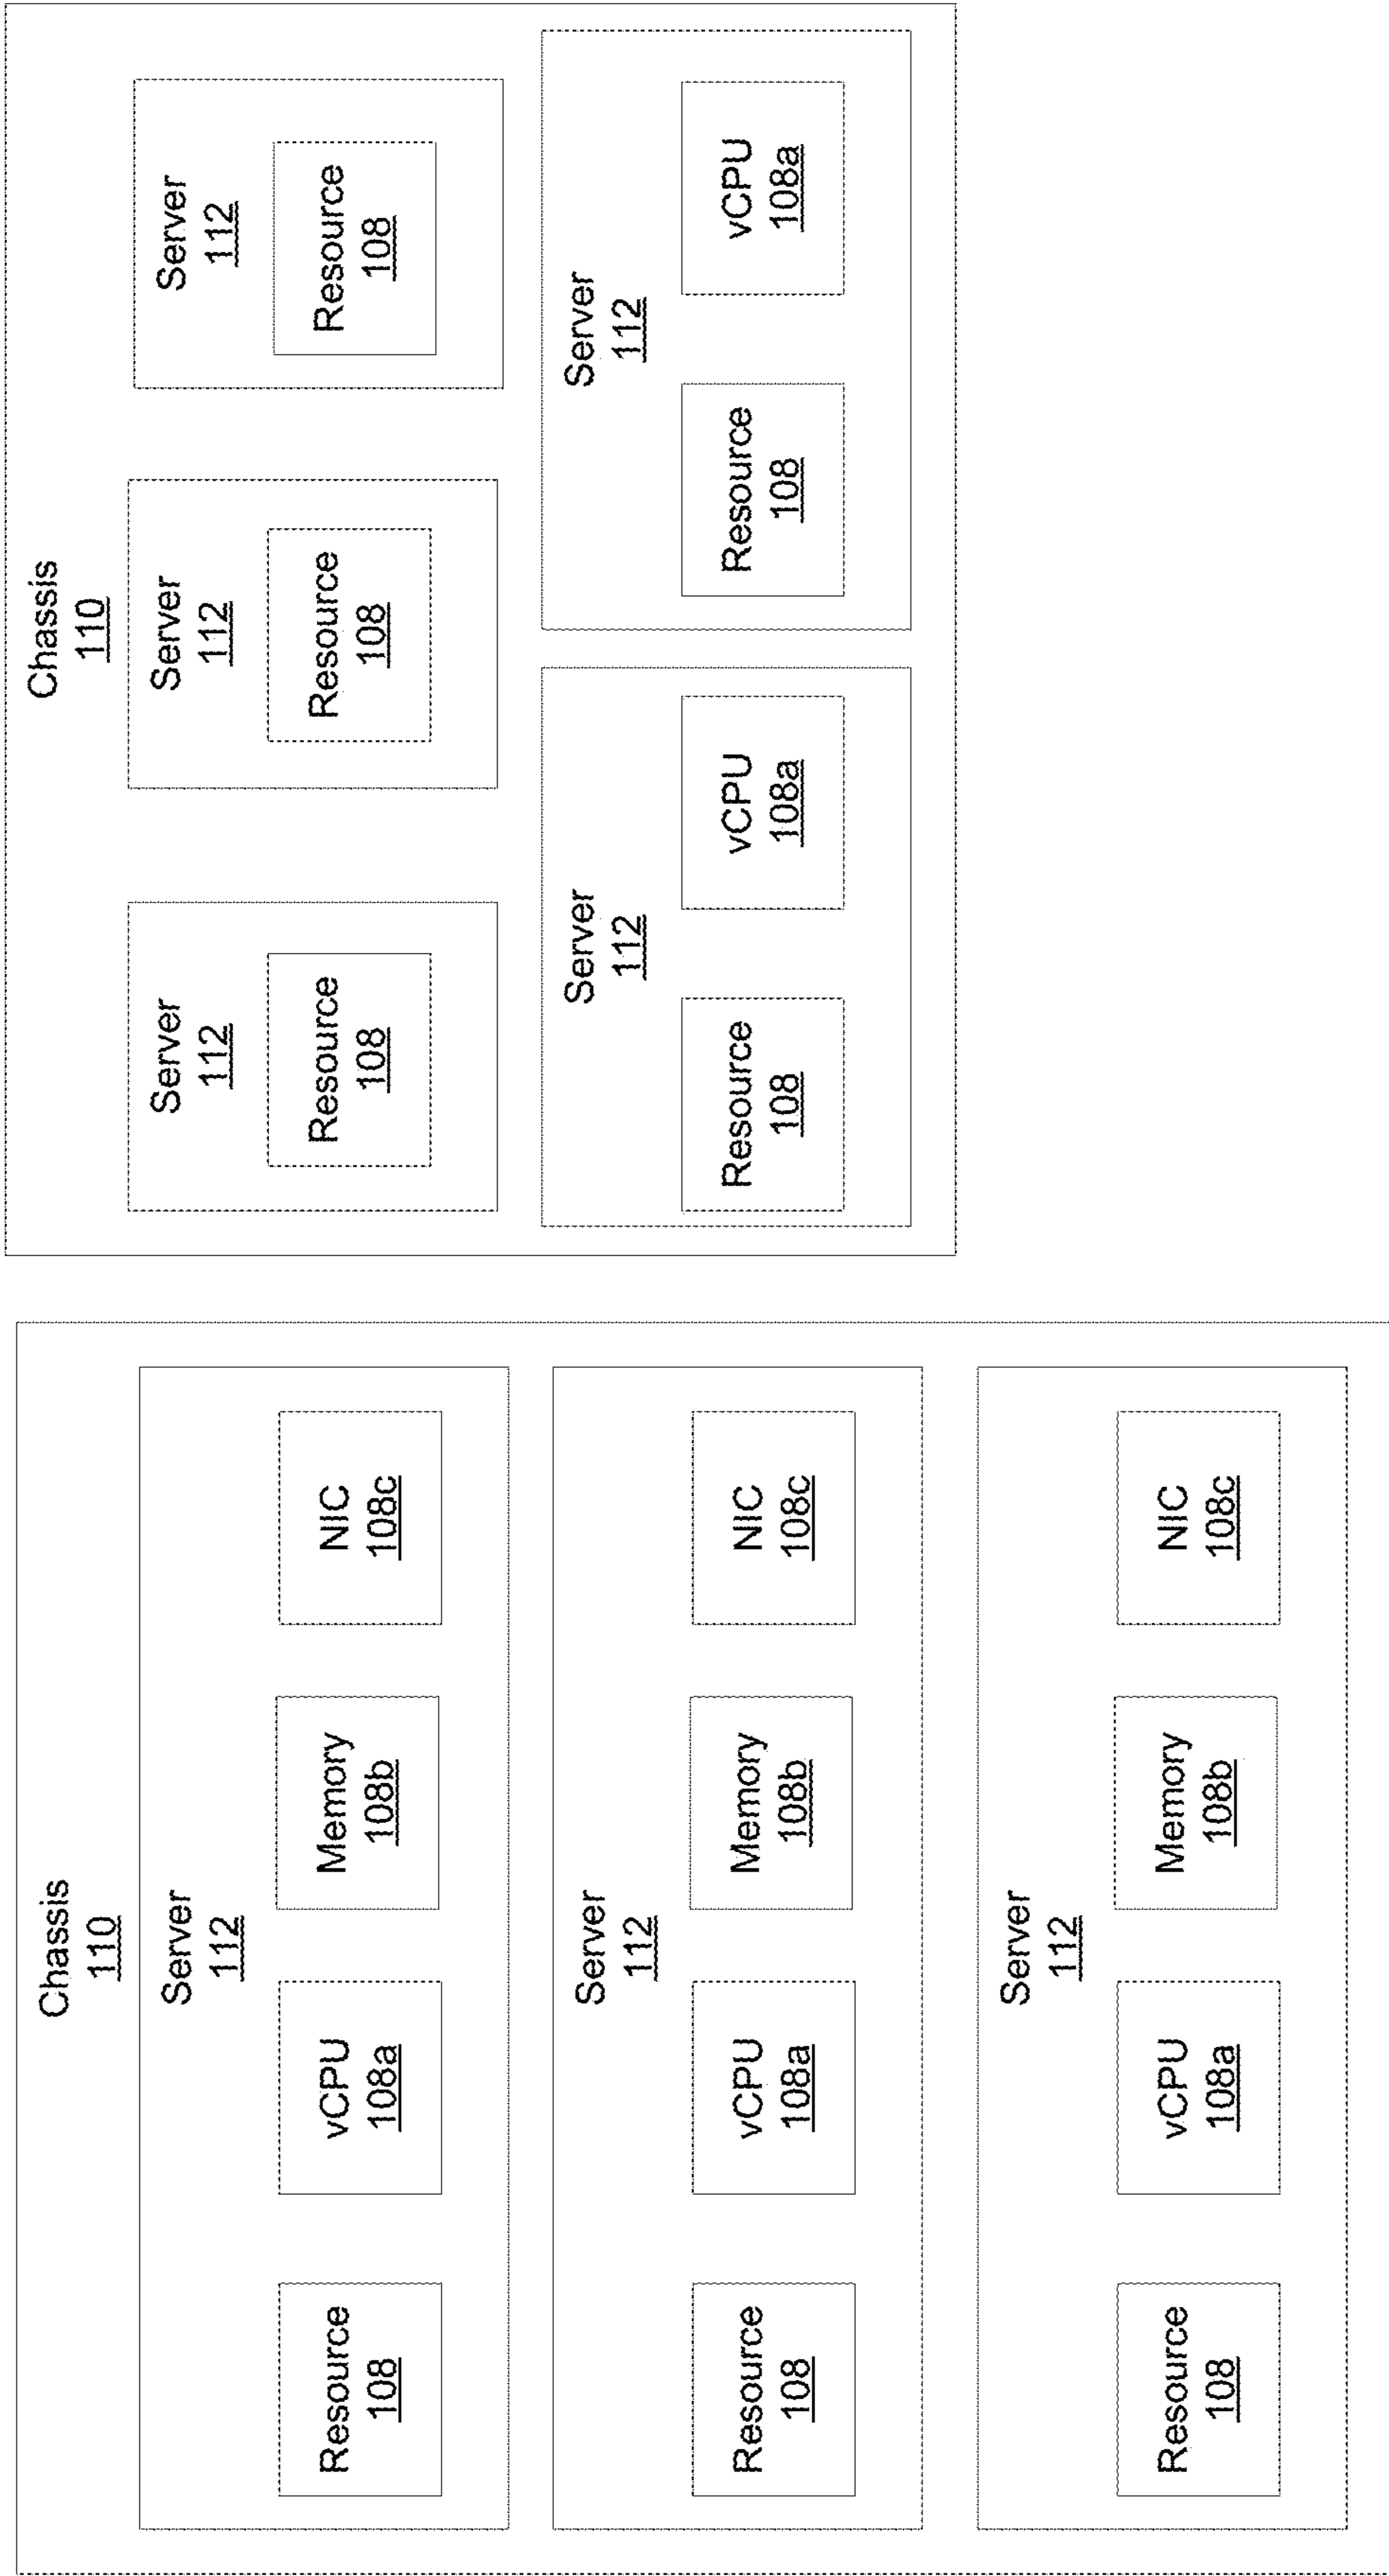 Chassis
110
Server
112
Resource
108
vCPU
108a
Memory
108b
NIC
108c
Server
112
Resource
108
vCPU
108a
Memory
108b
NIC
108c
Server
112
Resource
108
vCPU
108a
Memory
108b
NIC
108c
Chassis
110
Server
112
Resource
108
Server
112
Resource
108
Server
112
Resource
108
Server
112
Resource
108
vCPU
108a
Server
112
Resource
108
vCPU
108a